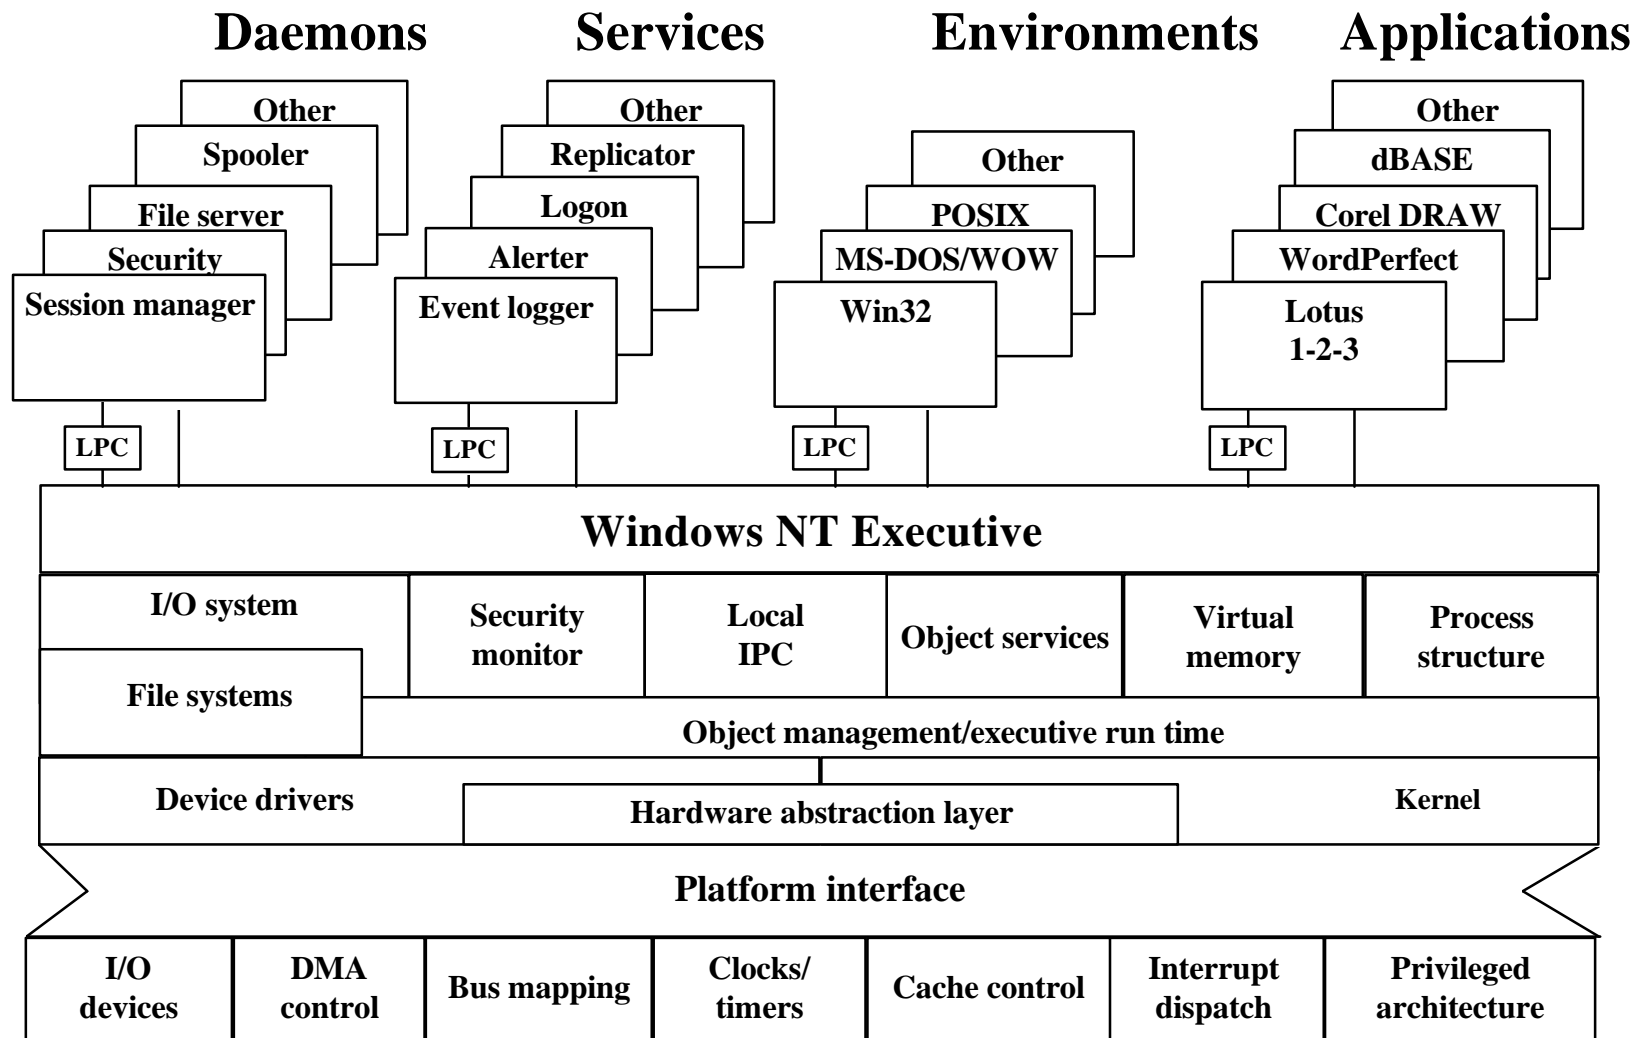 Daemons
Services
Environments
Applications
Other
Spooler
File server
Security
Session manager
Other
Replicator
Logon
Alerter
Event logger
Other
POSIX
MS-DOS/WOW
Win32
Other
dBASE
Corel DRAW
WordPerfect
Lotus
1-2-3
LPC
LPC
LPC
LPC
Windows NT Executive
I/O system
Security
monitor
Local
IPC
Object services
Virtual
memory
Process
structure
File systems
Object management/executive run time
Device drivers
Hardware abstraction layer
Kernel
Platform interface
I/O
devices
DMA
control
Bus mapping
Clocks/
timers
Cache control
Interrupt
dispatch
Privileged
architecture